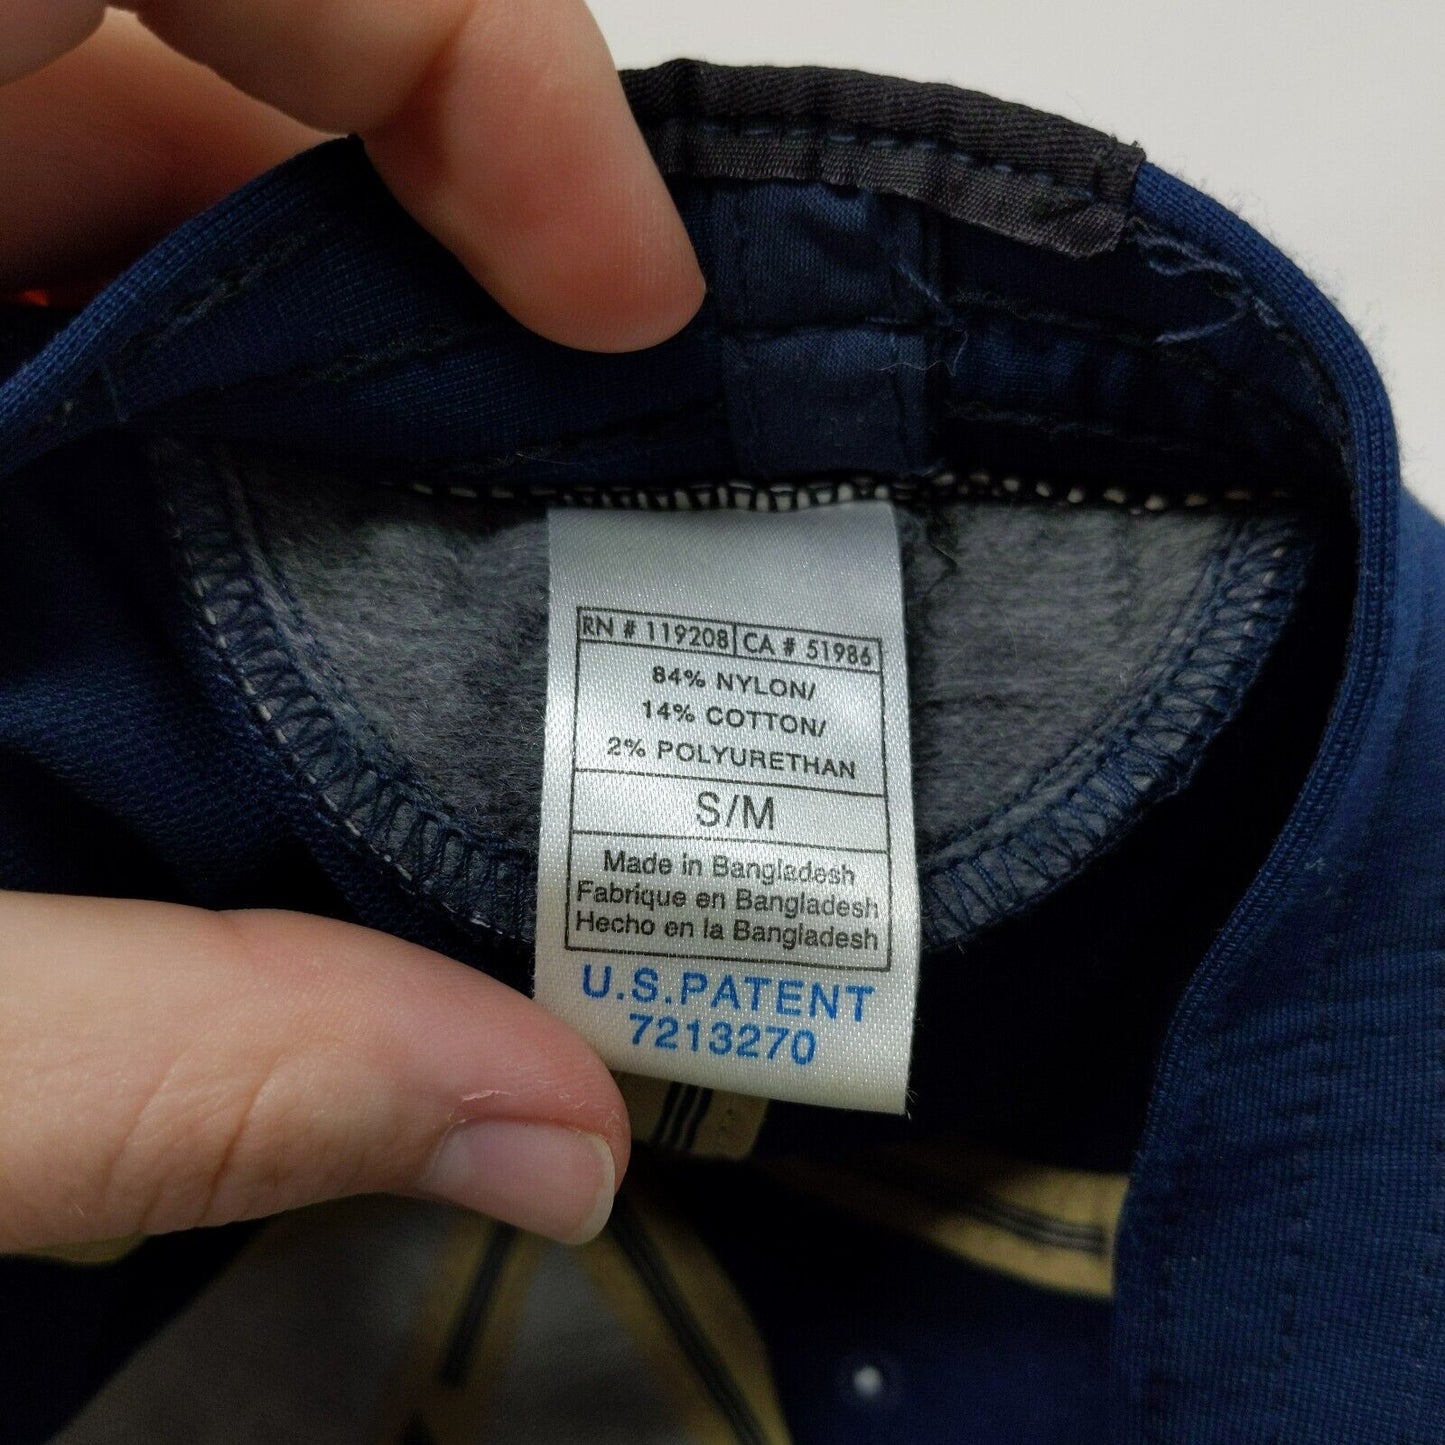 RN # 119208 CA # 51986
84% NYLON/
14% COTTON/
2% POLYURETHAN
S/M
Made in Bangladesh
Fabrique en Bangladesh
Hecho en la Bangladesh
U.S.PATENT
7213270